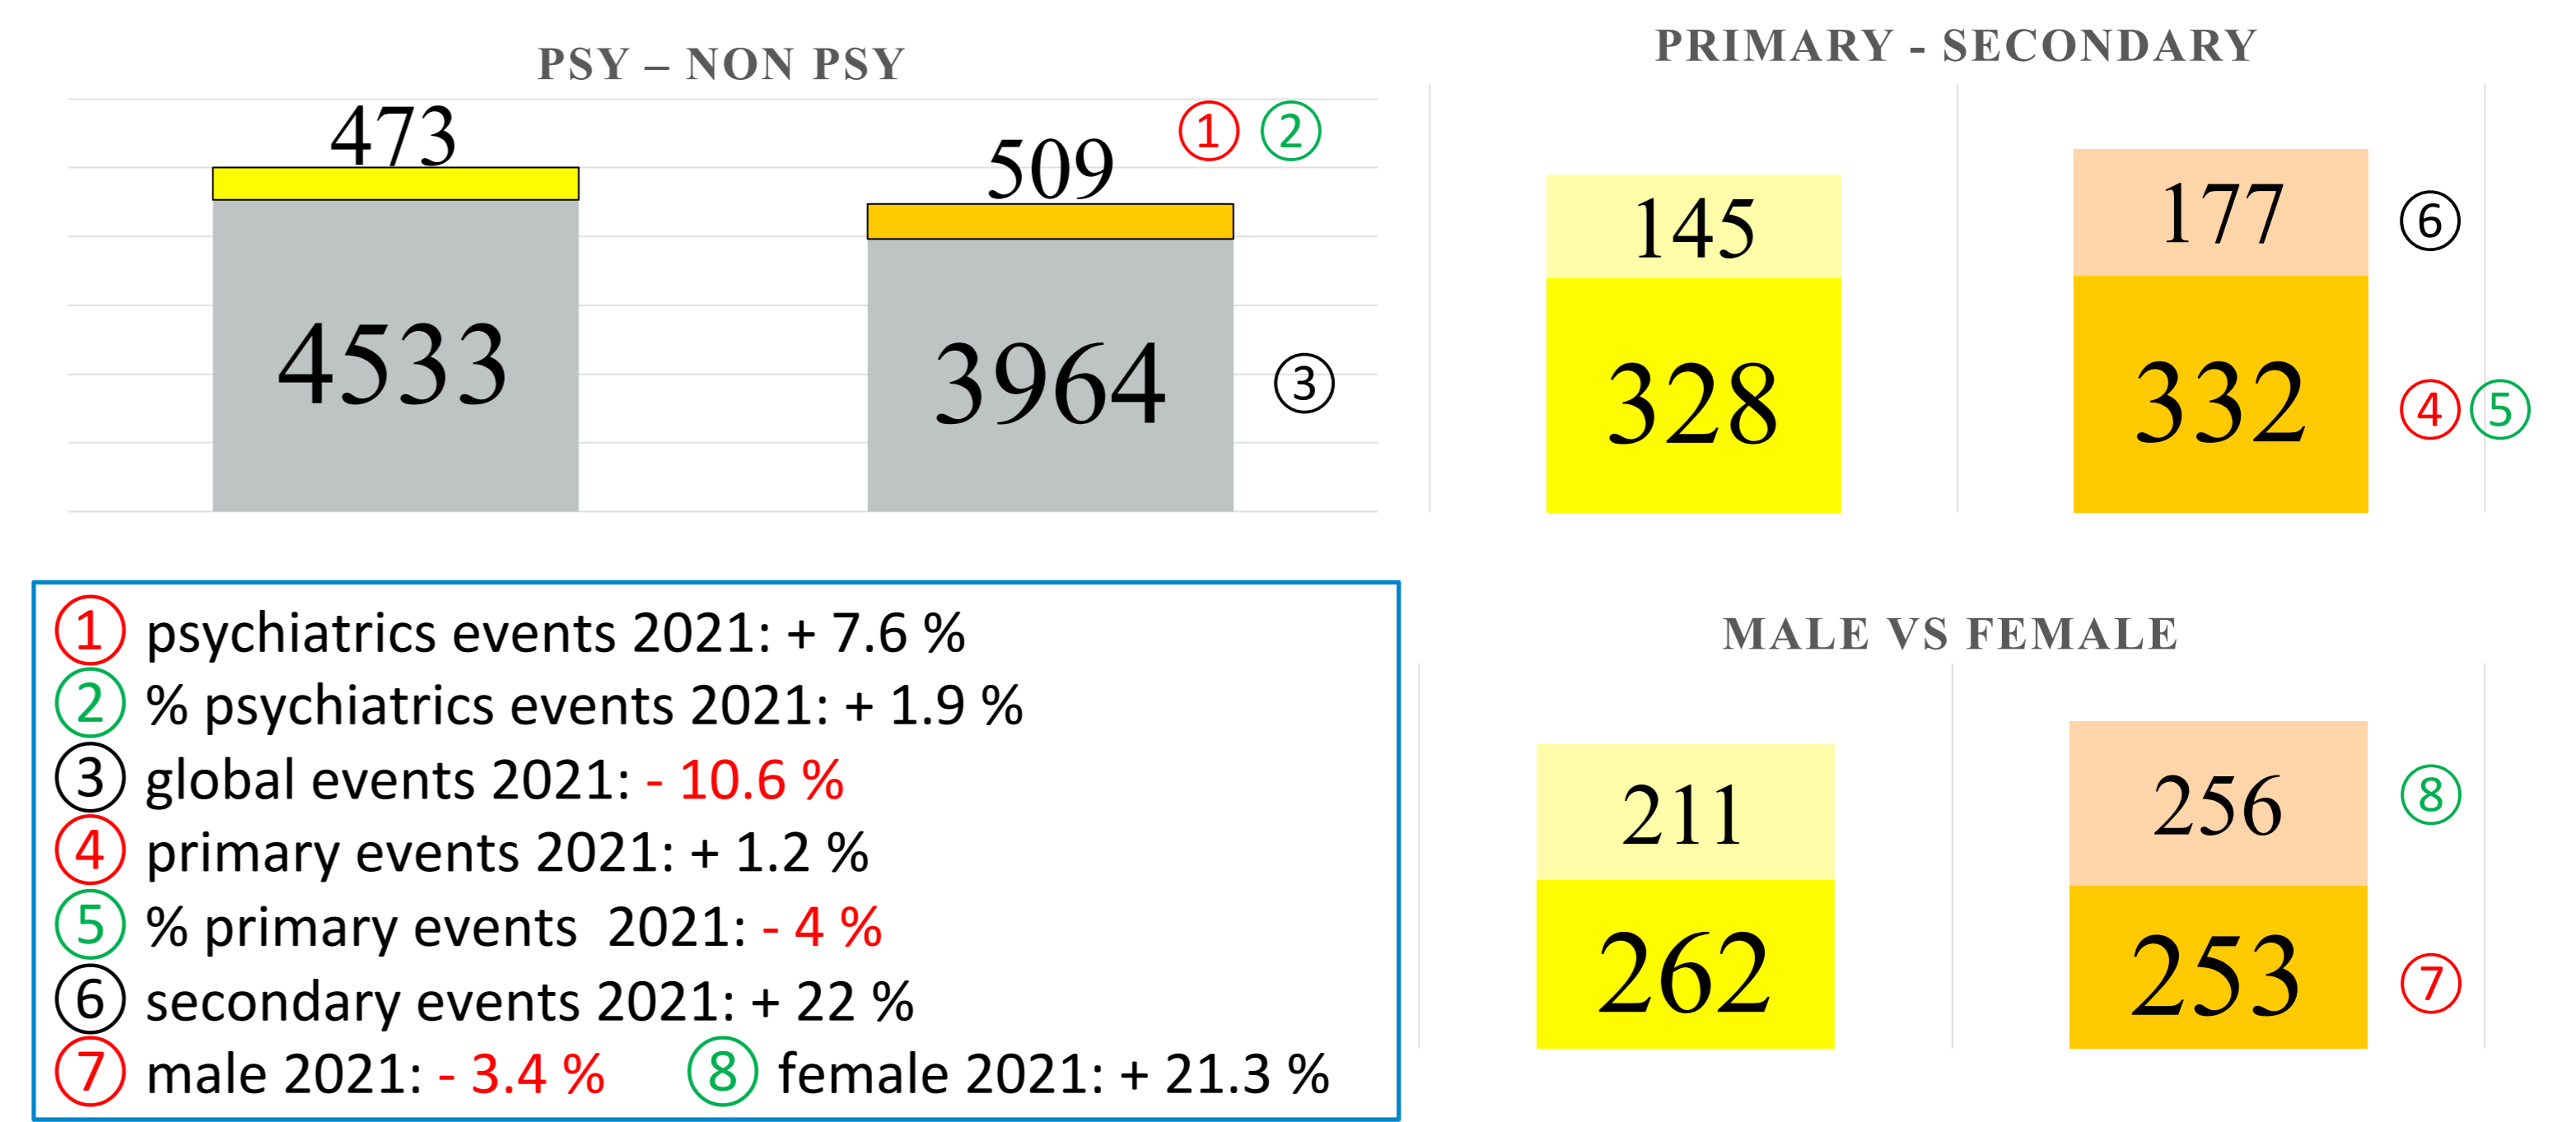 PSY – NON PSY
473
509
① ②
4533
3964
③
PRIMARY - SECONDARY
145
177
⑥
328
332
④ ⑤
① psychiatrics events 2021: + 7.6 %
② % psychiatrics events 2021: + 1.9 %
③ global events 2021: - 10.6 %
④ primary events 2021: + 1.2 %
⑤ % primary events 2021: - 4 %
⑥ secondary events 2021: + 22 %
⑦ male 2021: - 3.4 % ⑧ female 2021: + 21.3 %
MALE VS FEMALE
211
256
⑧
262
253
⑦